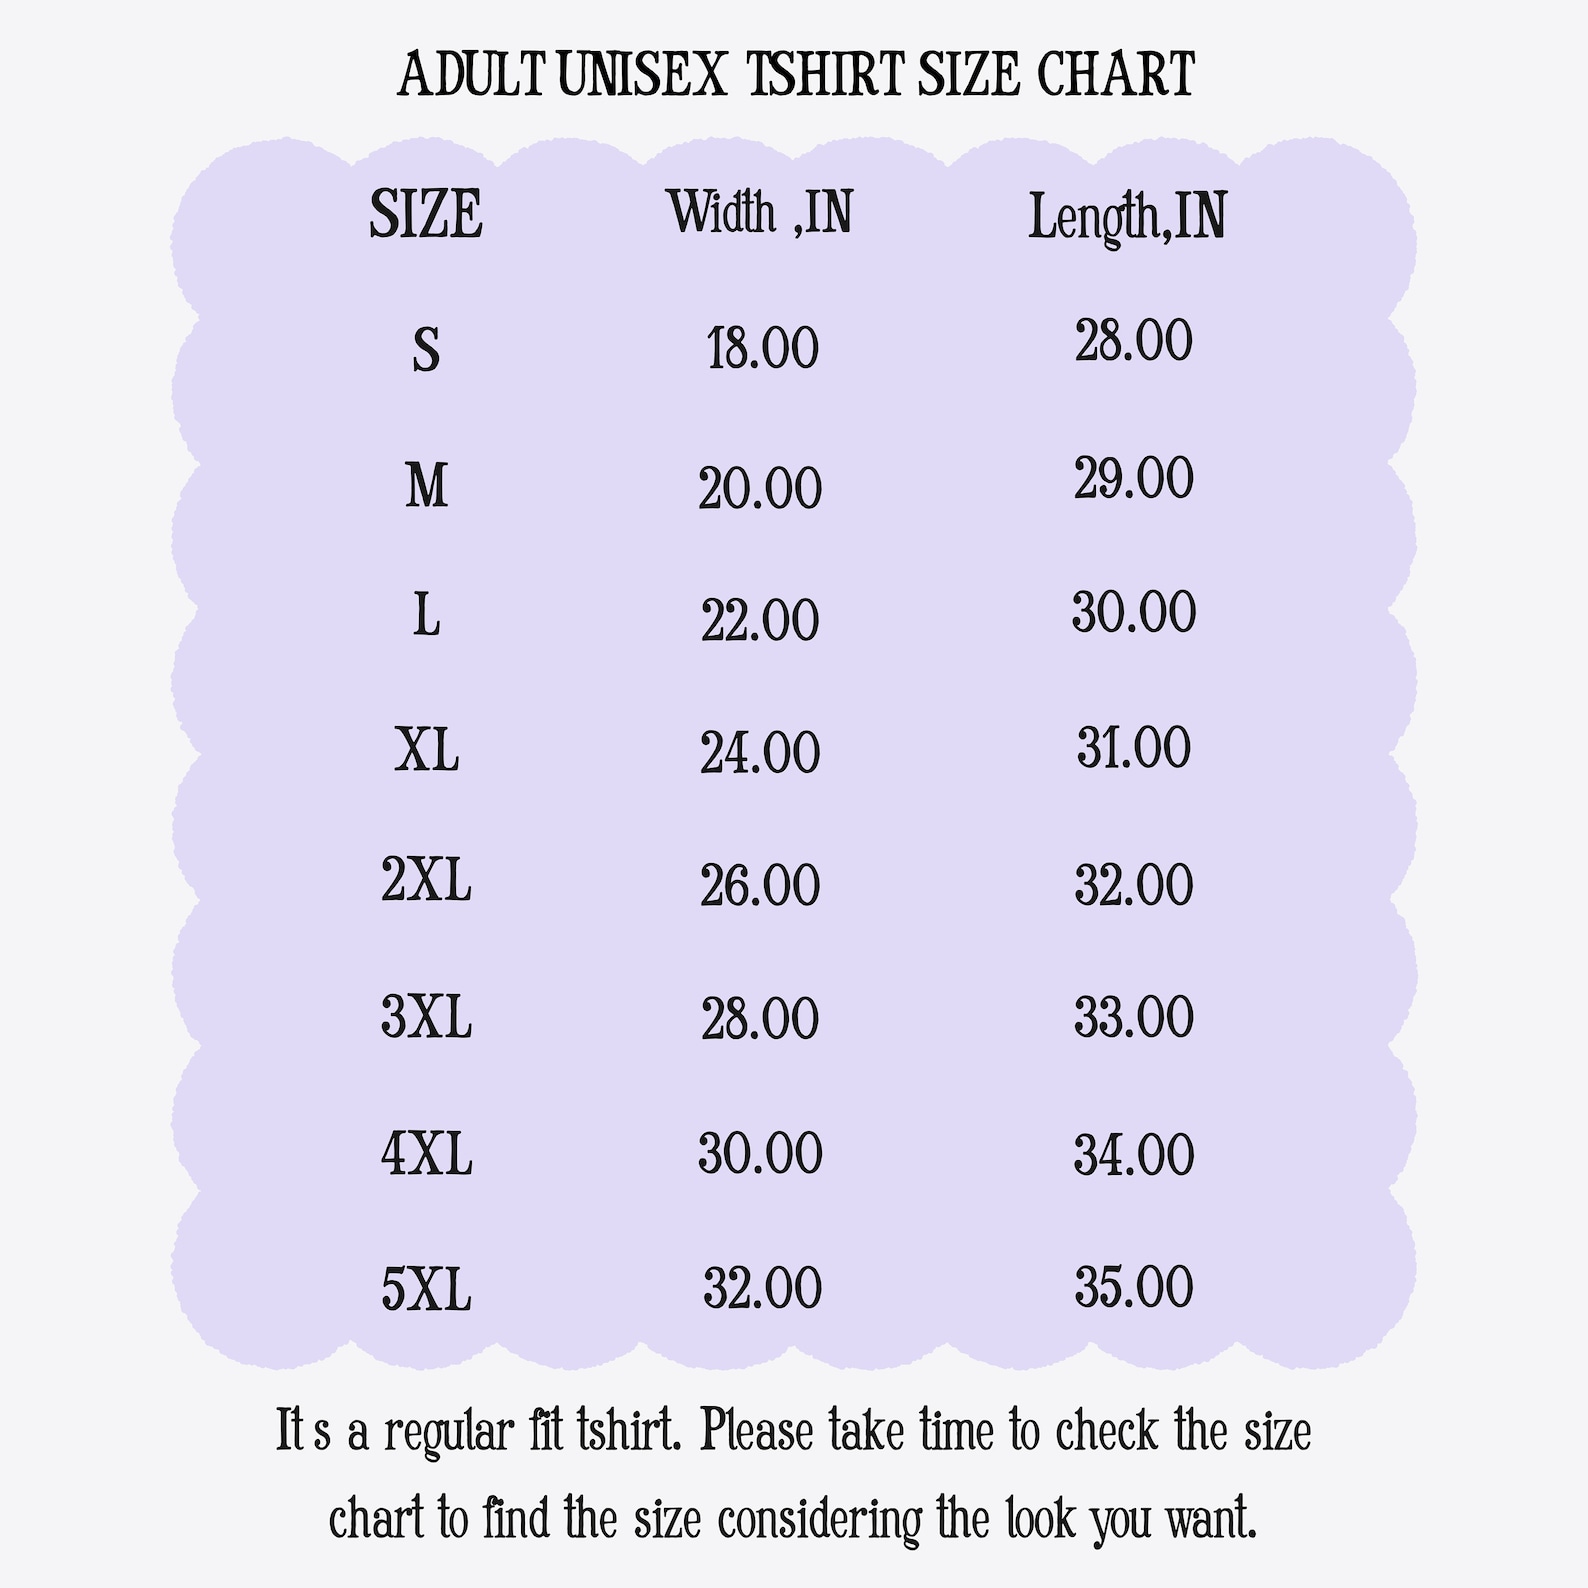 ADULT UNISEX TSHIRT SIZE CHART
SIZE Width ,IN Length,IN
S 18.00 28.00
M 20.00 29.00
L 22.00 30.00
XL 24.00 31.00
2XL 26.00 32.00
3XL 28.00 33.00
4XL 30.00 34.00
5XL 32.00 35.00
It s a regular fit tshirt. Please take time to check the size
chart to find the size considering the look you want.